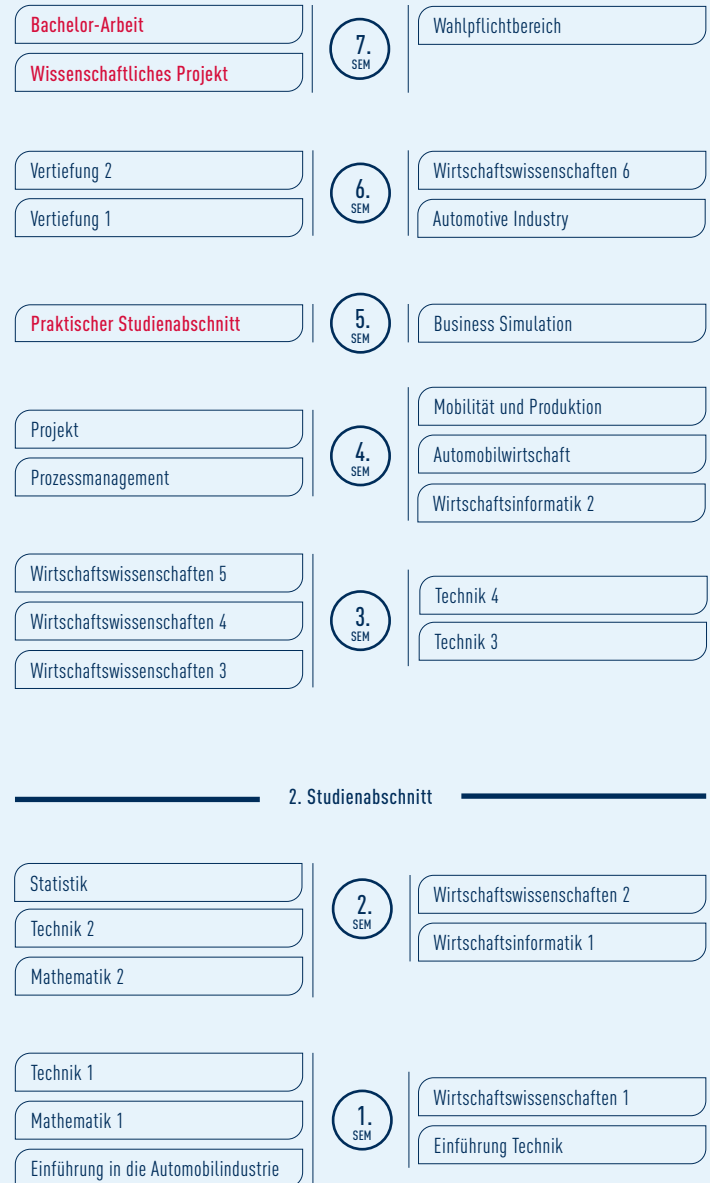 Bachelor-Arbeit
Wissenschaftliches Projekt
7.
SEM
Wahlpflichtbereich
Vertiefung 2
Vertiefung 1
6.
SEM
Wirtschaftswissenschaften 6
Automotive Industry
Praktischer Studienabschnitt
5.
SEM
Business Simulation
Projekt
Prozessmanagement
4.
SEM
Mobilität und Produktion
Automobilwirtschaft
Wirtschaftsinformatik 2
Wirtschaftswissenschaften 5
Wirtschaftswissenschaften 4
Wirtschaftswissenschaften 3
3.
SEM
Technik 4
Technik 3
2. Studienabschnitt
Statistik
Technik 2
Mathematik 2
2.
SEM
Wirtschaftswissenschaften 2
Wirtschaftsinformatik 1
Technik 1
Mathematik 1
Einführung in die Automobilindustrie
1.
SEM
Wirtschaftswissenschaften 1
Einführung Technik